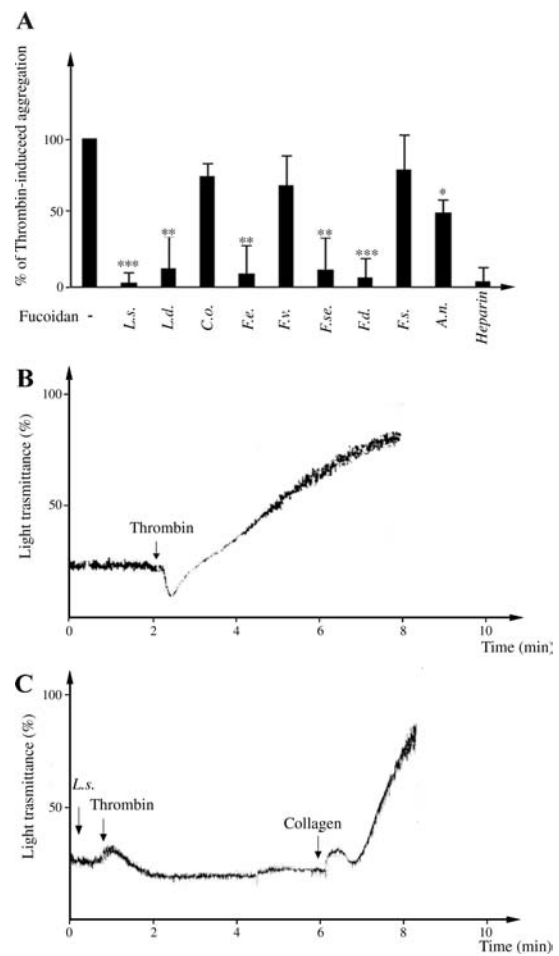 A
% of Thrombin-induceed aggregation
100
50
0
Fucoidan - L.s. L.d. C.o. F.e. F.v. F.se. F.d. F.s. A.n. Heparin
*** ** ** ** *** *
B
Light trasmittance (%)
100
50
Thrombin
0 2 4 6 8 10
Time (min)
C
Light trasmittance (%)
100
50
L.s.
Thrombin
Collagen
0 2 4 6 8 10
Time (min)